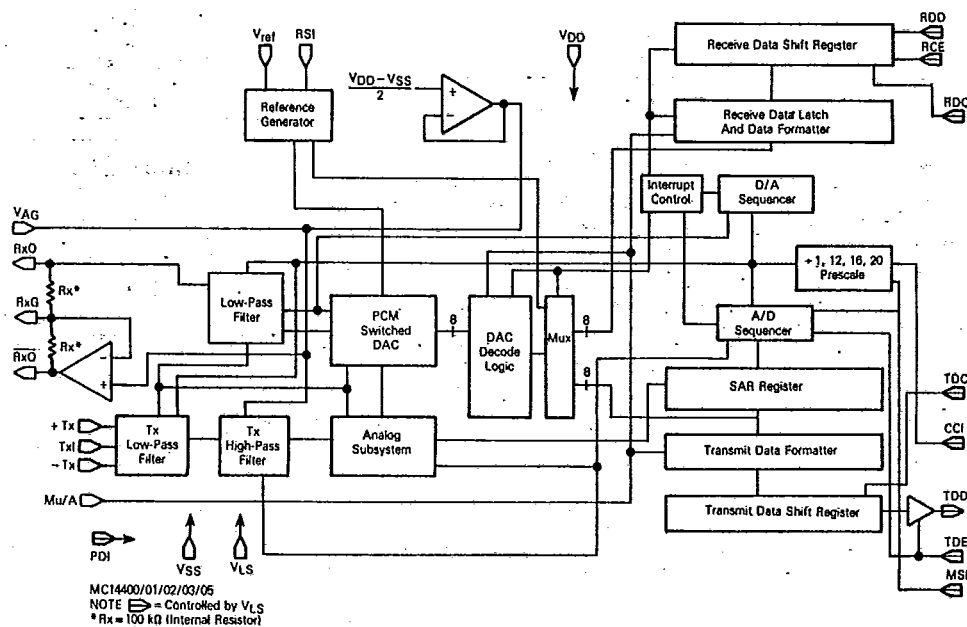 Vref
RSI
VDD – VSS
2
+
–
VDD
Receive Data Shift Register
RDD
RCE
RDC
Reference
Generator
Receive Data Latch
And Data Formatter
Interrupt
Control
D/A
Sequencer
VAG
RxO
Rx*
RxG
Rx*
RxO
–
+
Low-Pass
Filter
PCM
Switched
DAC
8
DAC
Decode
Logic
Mux
8
8
÷ 1, 12, 16, 20
Prescale
A/D
Sequencer
SAR Register
TDC
CCI
+ Tx
TxI
– Tx
Tx
Low-Pass
Filter
Tx
High-Pass
Filter
Analog
Subsystem
Transmit Data Formatter
Mu/A
Transmit Data Shift Register
TDD
TDE
MSI
PDI
VSS
VLS
MC14400/01/02/03/05
NOTE = Controlled by VLS
* Rx = 100 kΩ (Internal Resistor)